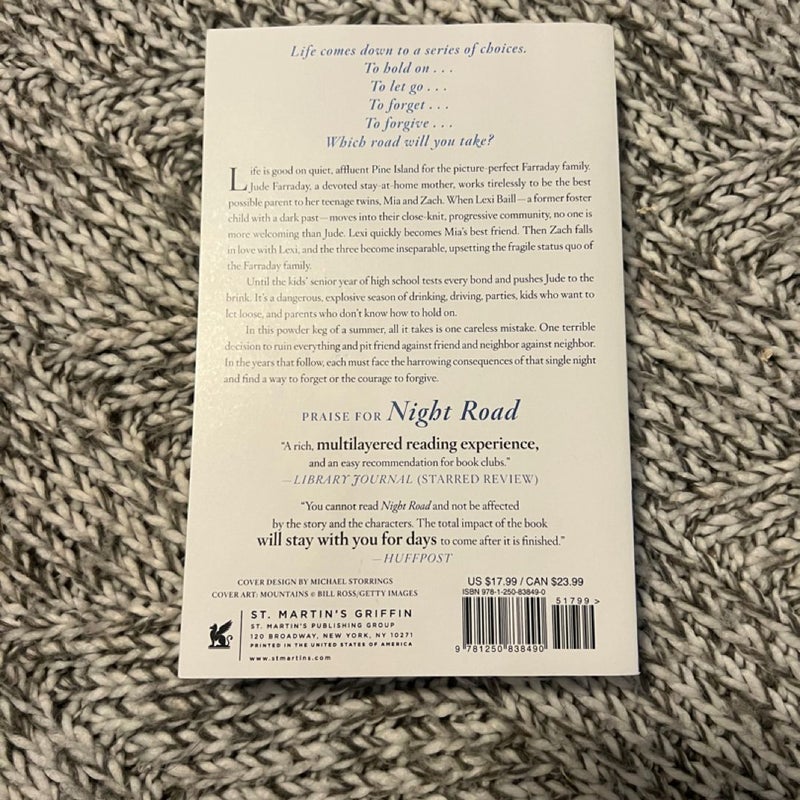 Life comes down to a series of choices.
To hold on . . .
To let go . . .
To forget . . .
To forgive . . .
Which road will you take?
Life is good on quiet, affluent Pine Island for the picture-perfect Farraday family.
Jude Farraday, a devoted stay-at-home mother, works tirelessly to be the best
possible parent to her teenage twins, Mia and Zach. When Lexi Baill—a former foster
child with a dark past—moves into their close-knit, progressive community, no one is
more welcoming than Jude. Lexi quickly becomes Mia's best friend. Then Zach falls
in love with Lexi, and the three become inseparable, upsetting the fragile status quo of
the Farraday family.
Until the kids' senior year of high school tests every bond and pushes Jude to the
brink. It's a dangerous, explosive season of drinking, driving, parties, kids who want to
let loose, and parents who don't know how to hold on.
In this powder keg of a summer, all it takes is one careless mistake. One terrible
decision to ruin everything and pit friend against friend and neighbor against neighbor.
In the years that follow, each must face the harrowing consequences of that single night
and find a way to forget or the courage to forgive.
PRAISE FOR Night Road
"A rich, multilayered reading experience,
and an easy recommendation for book clubs."
—LIBRARY JOURNAL (STARRED REVIEW)
"You cannot read Night Road and not be affected
by the story and the characters. The total impact of the book
will stay with you for days to come after it is finished."
—HUFFPOST
COVER DESIGN BY MICHAEL STORRINGS
COVER ART: MOUNTAINS © BILL ROSS/GETTY IMAGES
ST. MARTIN'S GRIFFIN
ST. MARTIN'S PUBLISHING GROUP
120 BROADWAY, NEW YORK, NY 10271
PRINTED IN THE UNITED STATES OF AMERICA
www.stmartins.com
US $17.99 / CAN $23.99
ISBN 978-1-250-83849-0
51799 >
9 781250 838490